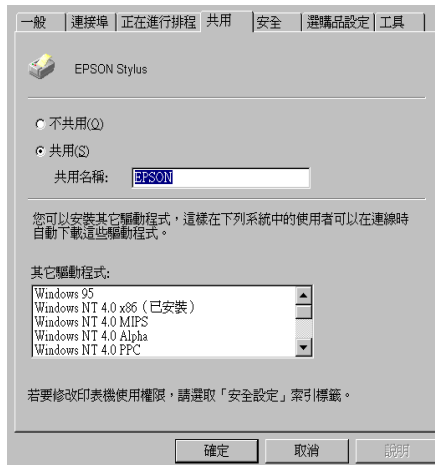 一般 連接埠 正在進行排程 共用 安全 選購品設定 工具
EPSON Stylus
不共用(O)
共用(S)
共用名稱: EPSON
您可以安裝其它驅動程式，這樣在下列系統中的使用者可以在連線時
自動下載這些驅動程式。
其它驅動程式:
Windows 95
Windows NT 4.0 x86 (已安裝)
Windows NT 4.0 MIPS
Windows NT 4.0 Alpha
Windows NT 4.0 PPC
若要修改印表機使用權限，請選取「安全設定」索引標籤。
確定 取消 說明